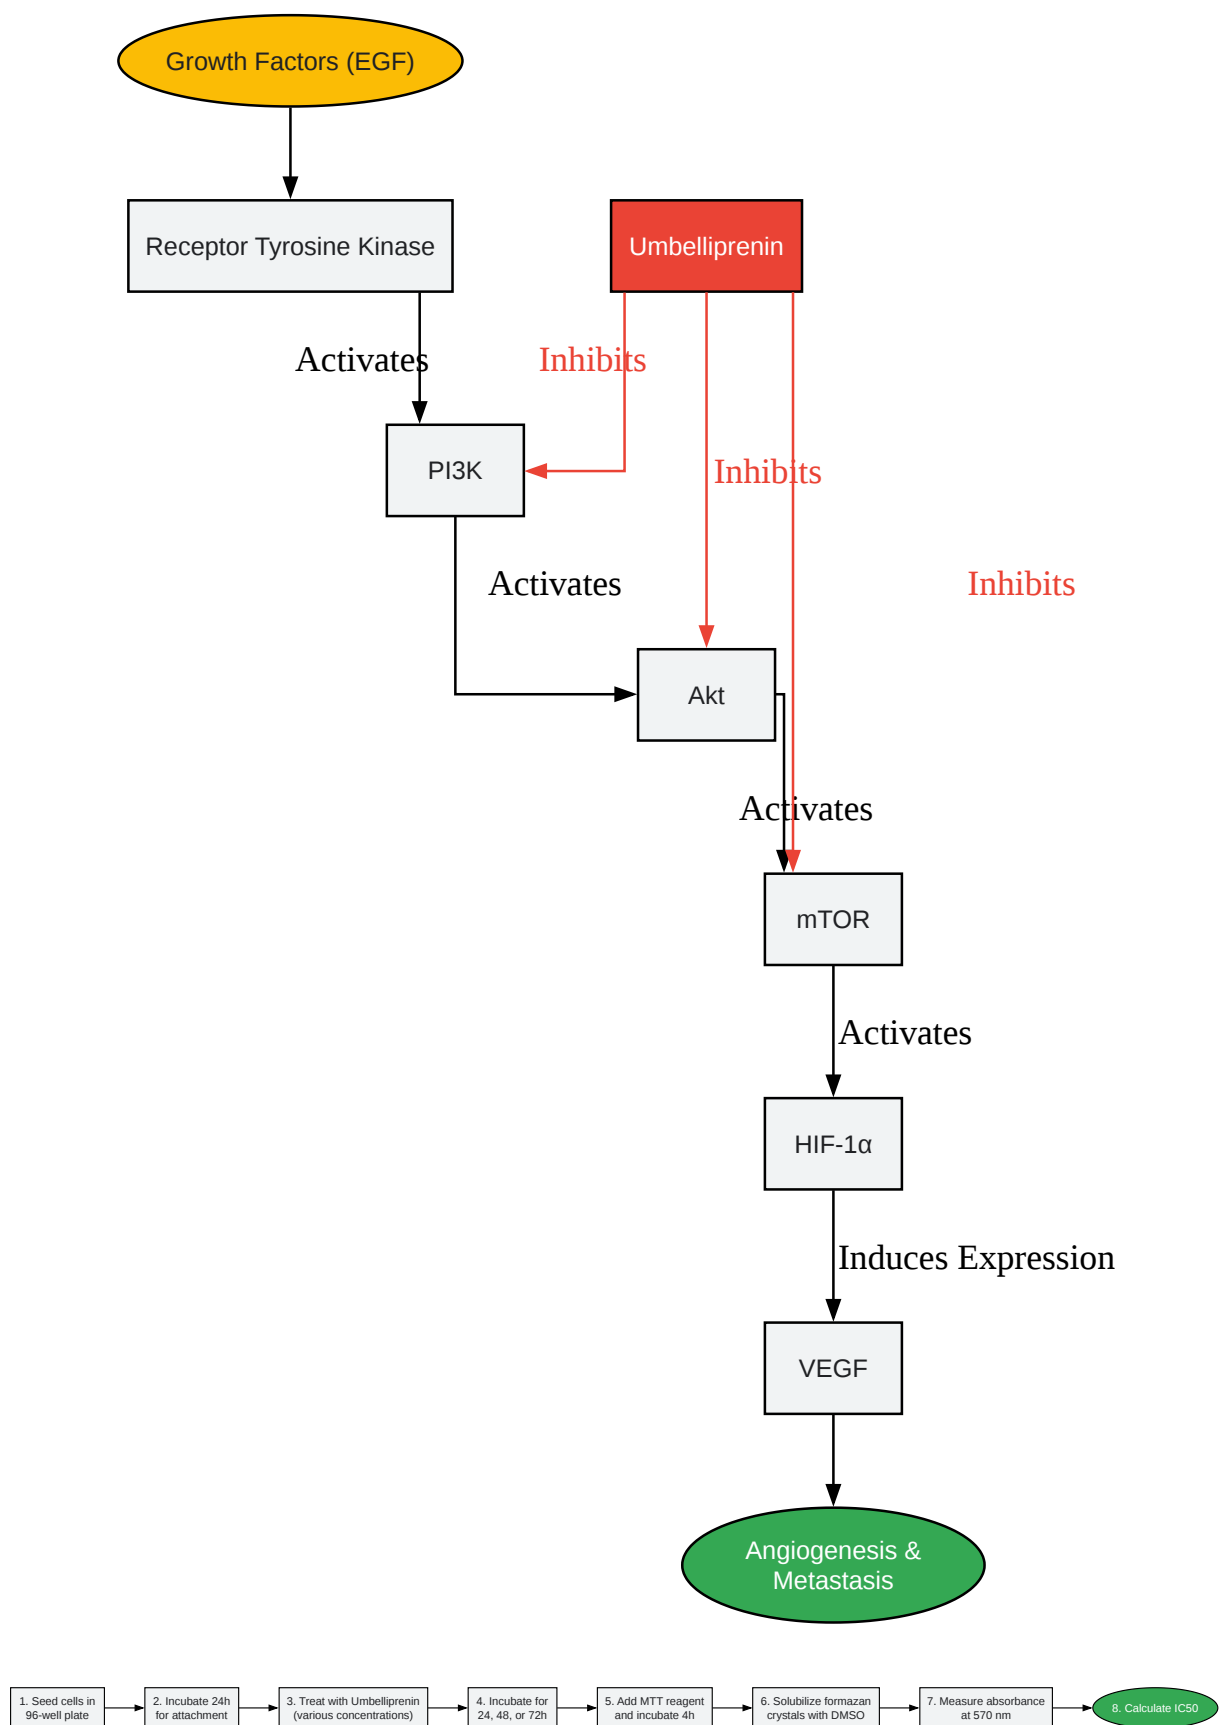 Growth Factors (EGF)
Receptor Tyrosine Kinase
Umbelliprenin
Activates
Inhibits
PI3K
Inhibits
Activates
Inhibits
Akt
Activates
mTOR
Activates
HIF-1α
Induces Expression
VEGF
Angiogenesis &
Metastasis
1. Seed cells in
96-well plate
2. Incubate 24h
for attachment
3. Treat with Umbelliprenin
(various concentrations)
4. Incubate for
24, 48, or 72h
5. Add MTT reagent
and incubate 4h
6. Solubilize formazan
crystals with DMSO
7. Measure absorbance
at 570 nm
8. Calculate IC50